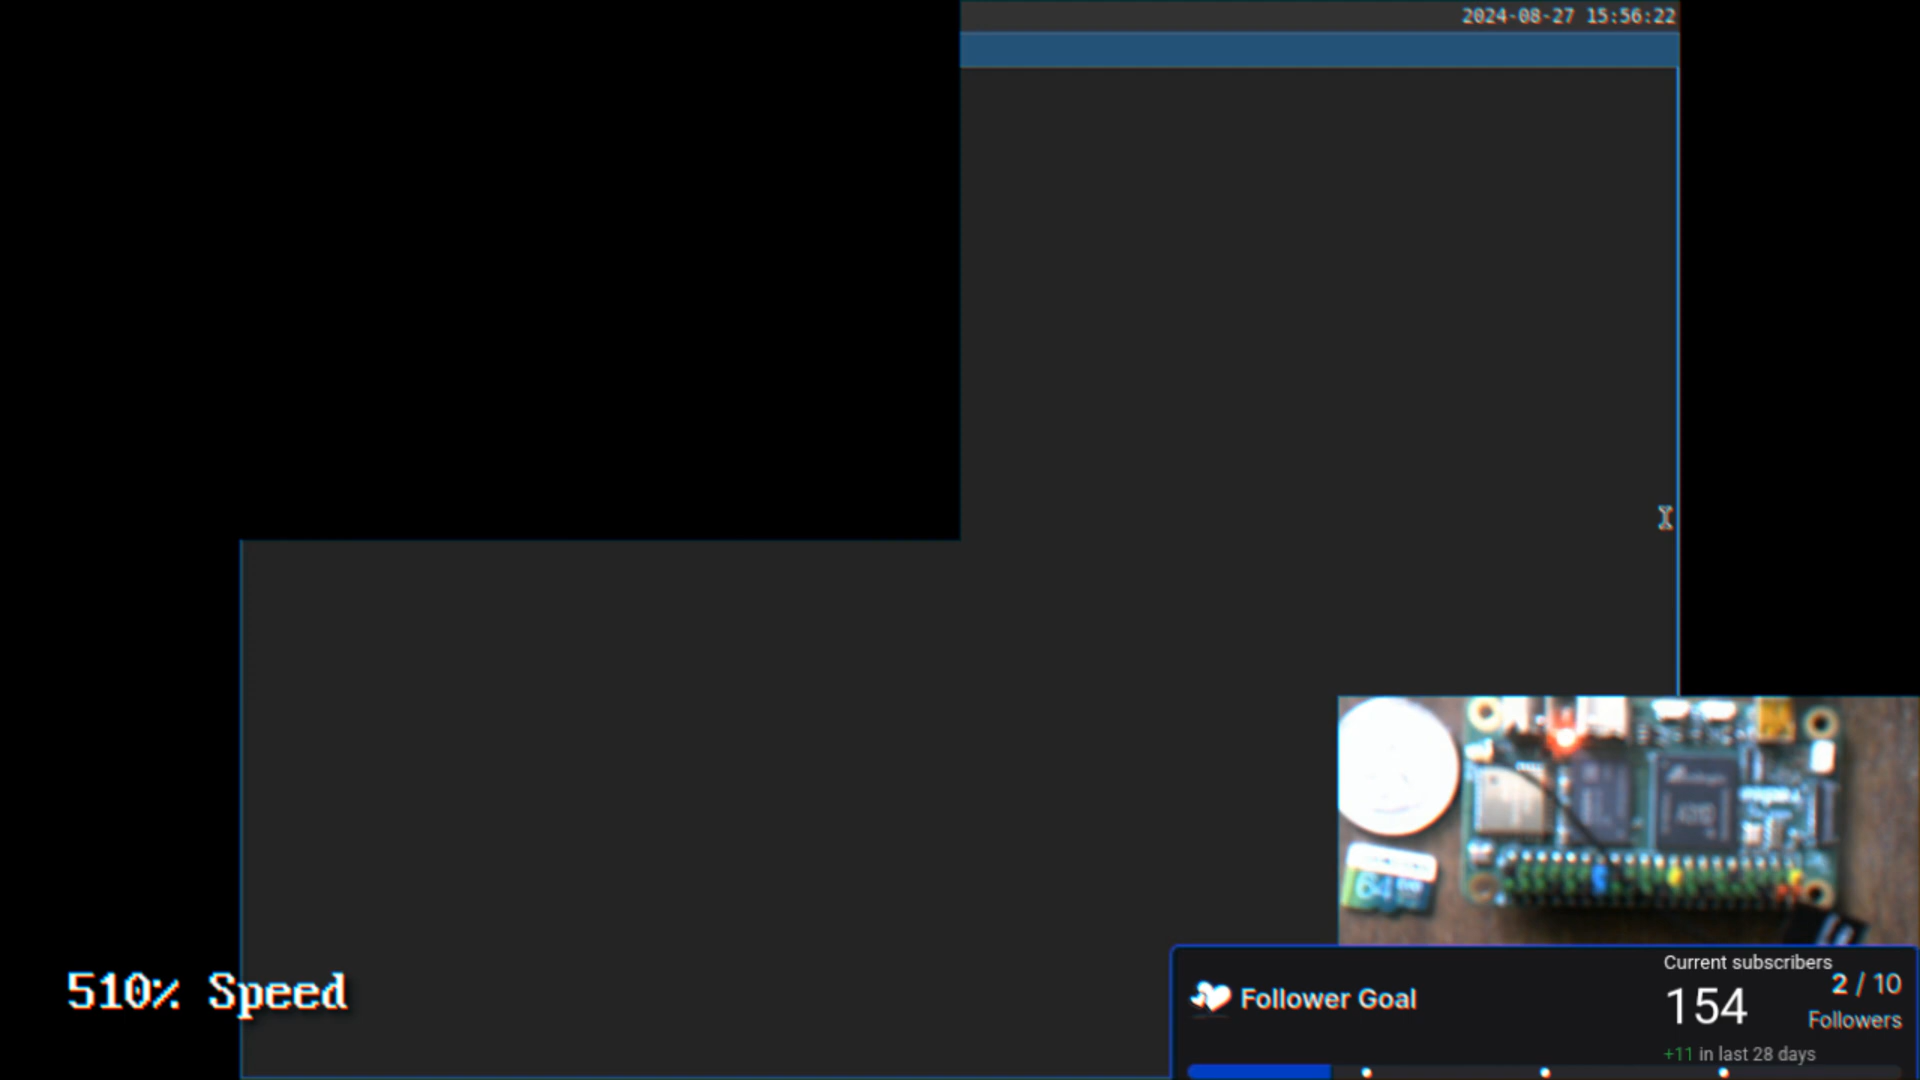 2024-08-27 15:56:22
64
510% Speed
Follower Goal
Current subscribers
154
+11 in last 28 days
2 / 10
Followers